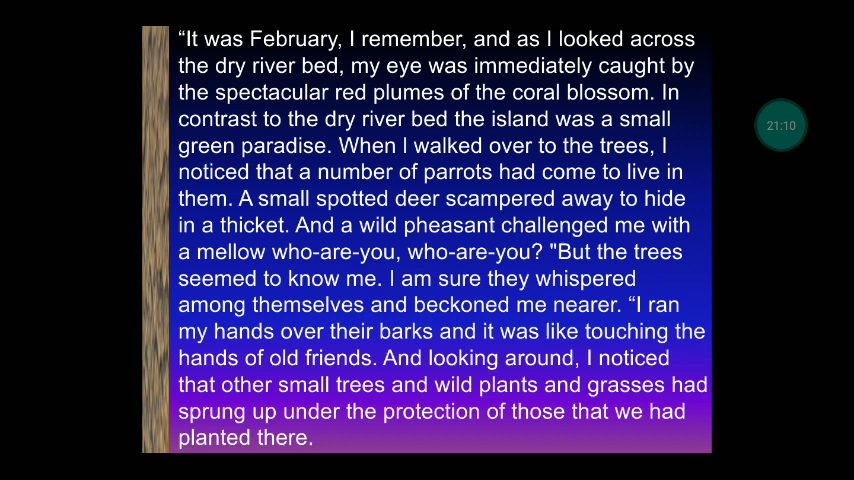 “It was February, I remember, and as I looked across
the dry river bed, my eye was immediately caught by
the spectacular red plumes of the coral blossom. In
contrast to the dry river bed the island was a small
green paradise. When I walked over to the trees, I
noticed that a number of parrots had come to live in
them. A small spotted deer scampered away to hide
in a thicket. And a wild pheasant challenged me with
a mellow who-are-you, who-are-you? "But the trees
seemed to know me. I am sure they whispered
among themselves and beckoned me nearer. “I ran
my hands over their barks and it was like touching the
hands of old friends. And looking around, I noticed
that other small trees and wild plants and grasses had
sprung up under the protection of those that we had
planted there.
21:10